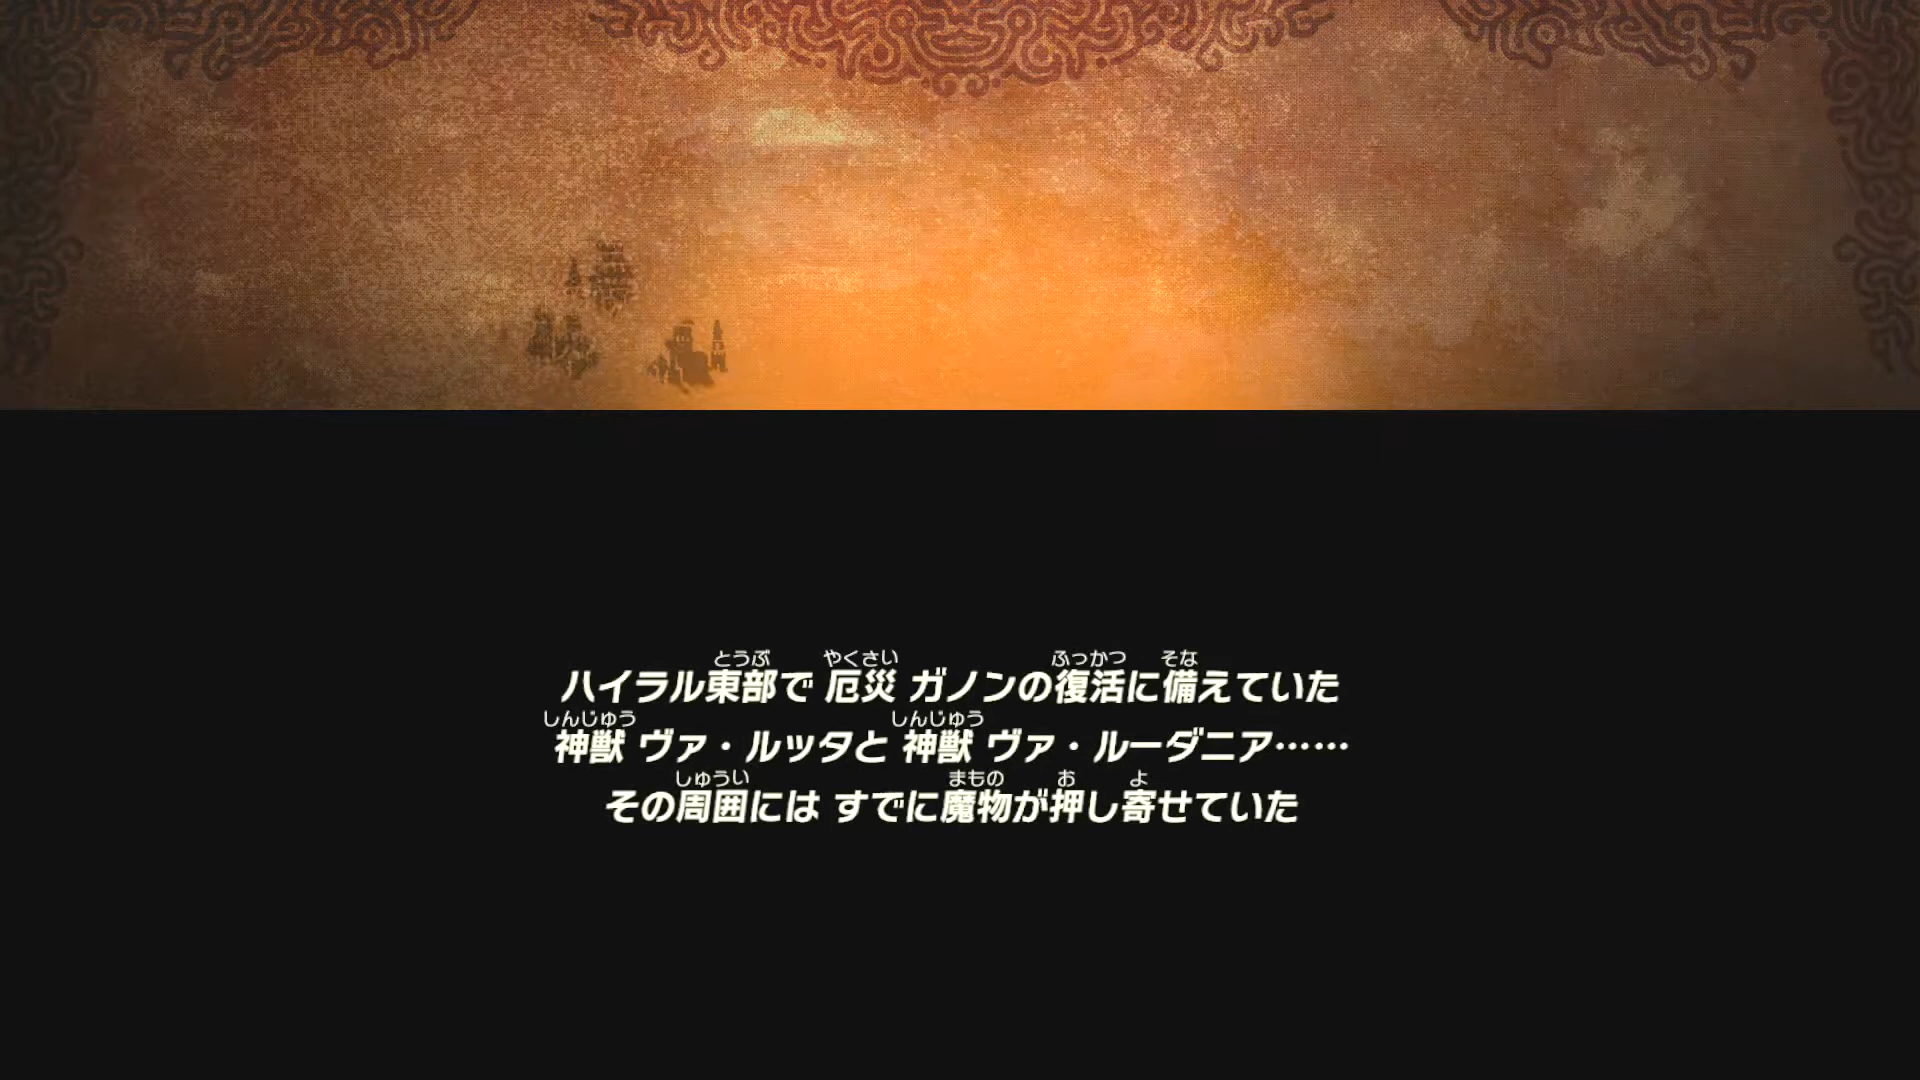 ハイラル東部で 厄災 ガノンの復活に備えていた
神獣 ヴァ・ルッタと 神獣 ヴァ・ルーダニア……
その周囲には すでに魔物が押し寄せていた